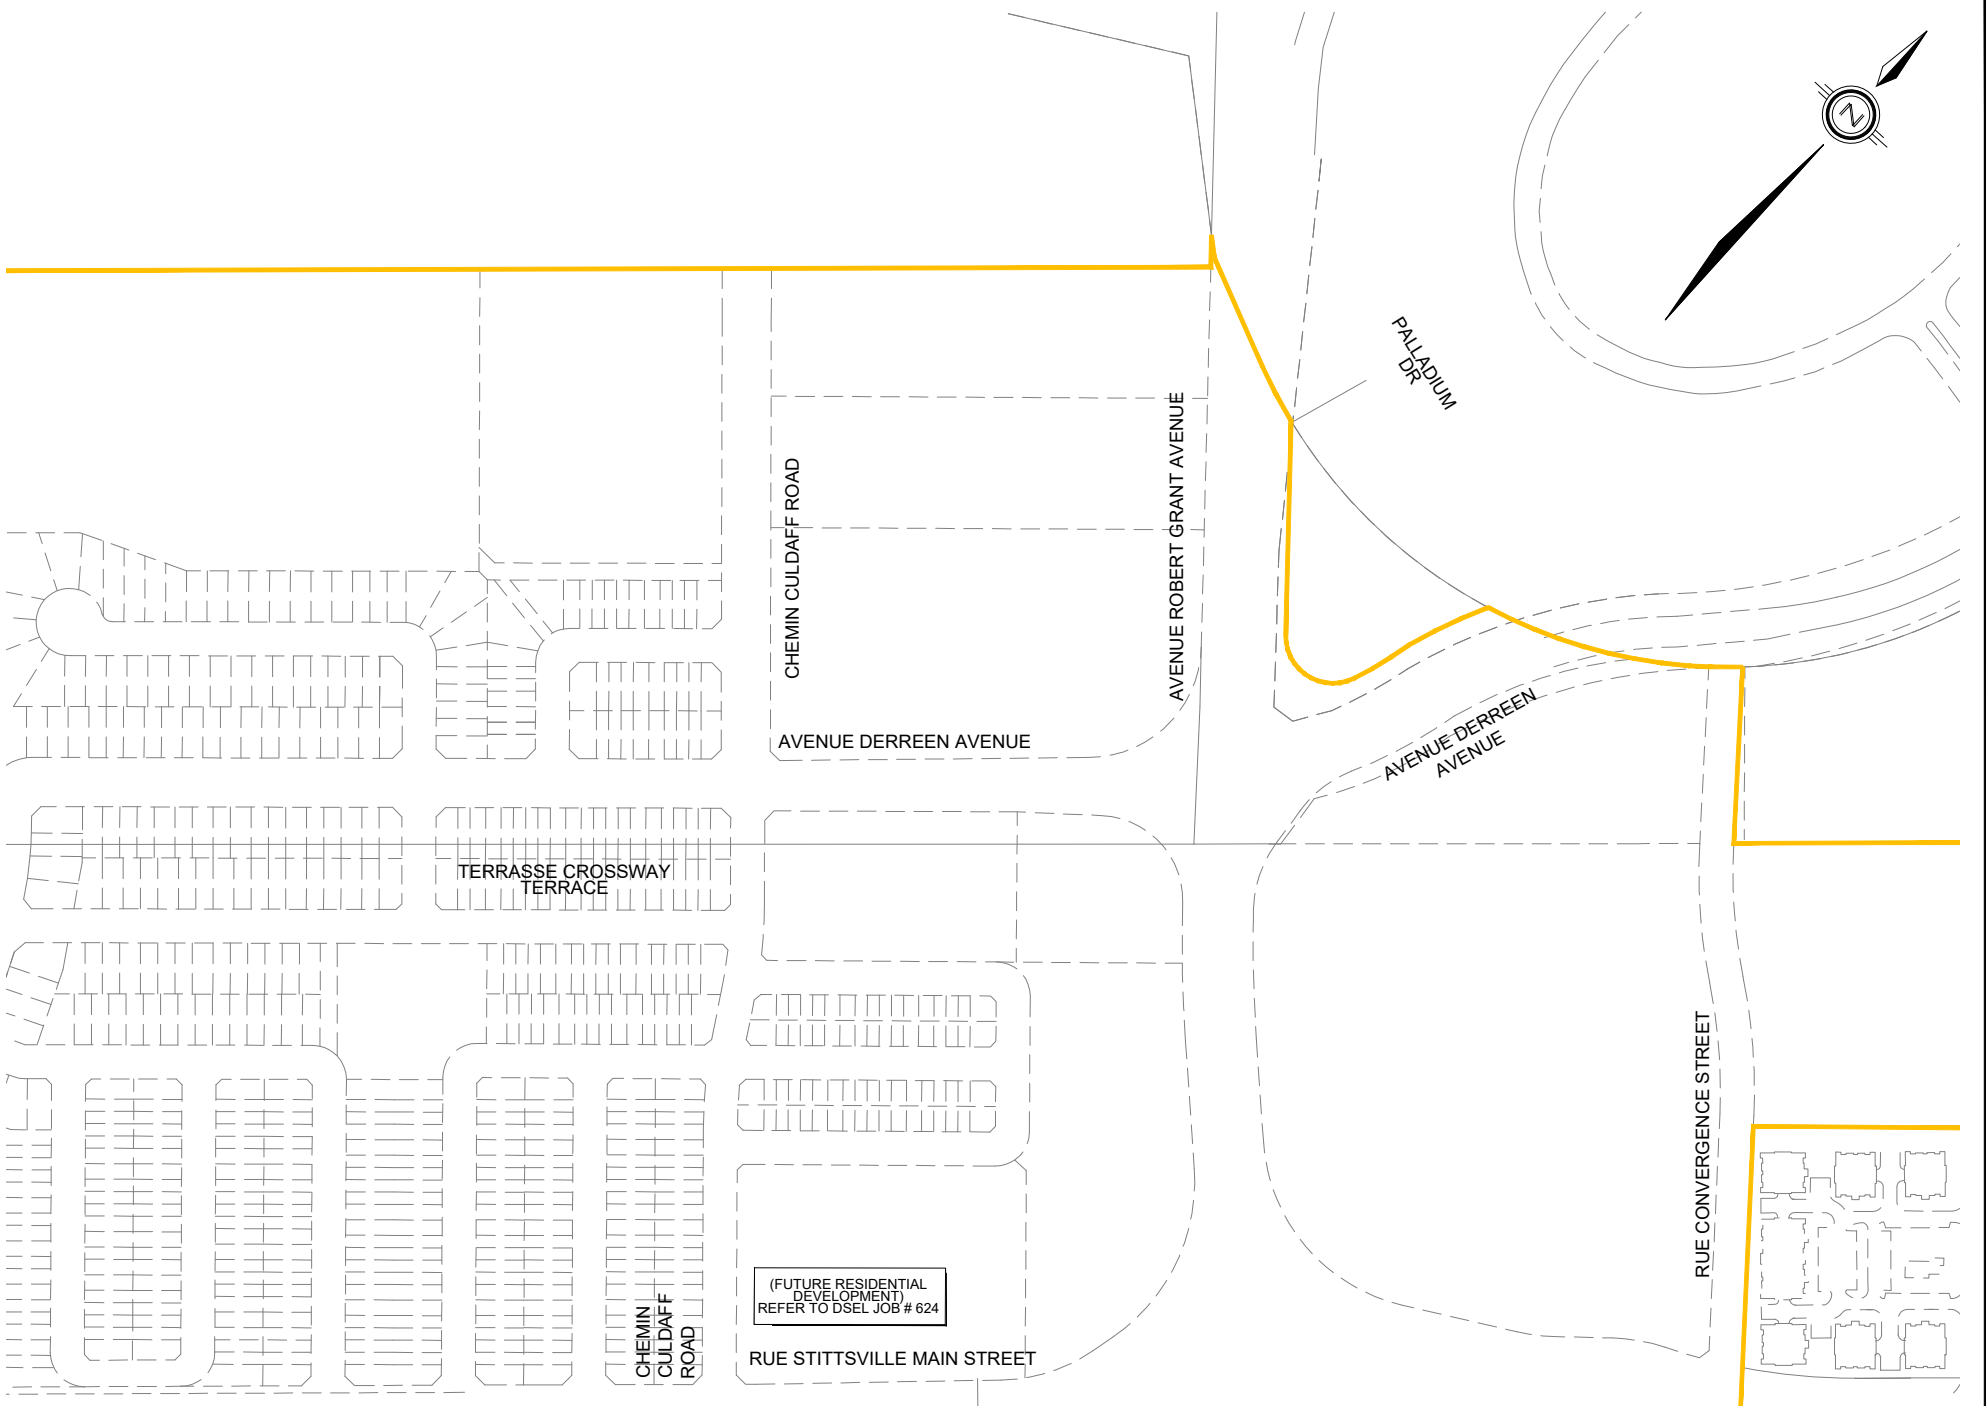 N
PALLADIUM
DR
CHEMIN CULDAFF ROAD
AVENUE ROBERT GRANT AVENUE
AVENUE DERREEN AVENUE
AVENUE DERREEN
AVENUE
TERRASSE CROSSWAY
TERRACE
RUE CONVERGENCE STREET
(FUTURE RESIDENTIAL
DEVELOPMENT)
REFER TO DSEL JOB # 624
CHEMIN
CULDAFF
ROAD
RUE STITTSVILLE MAIN STREET